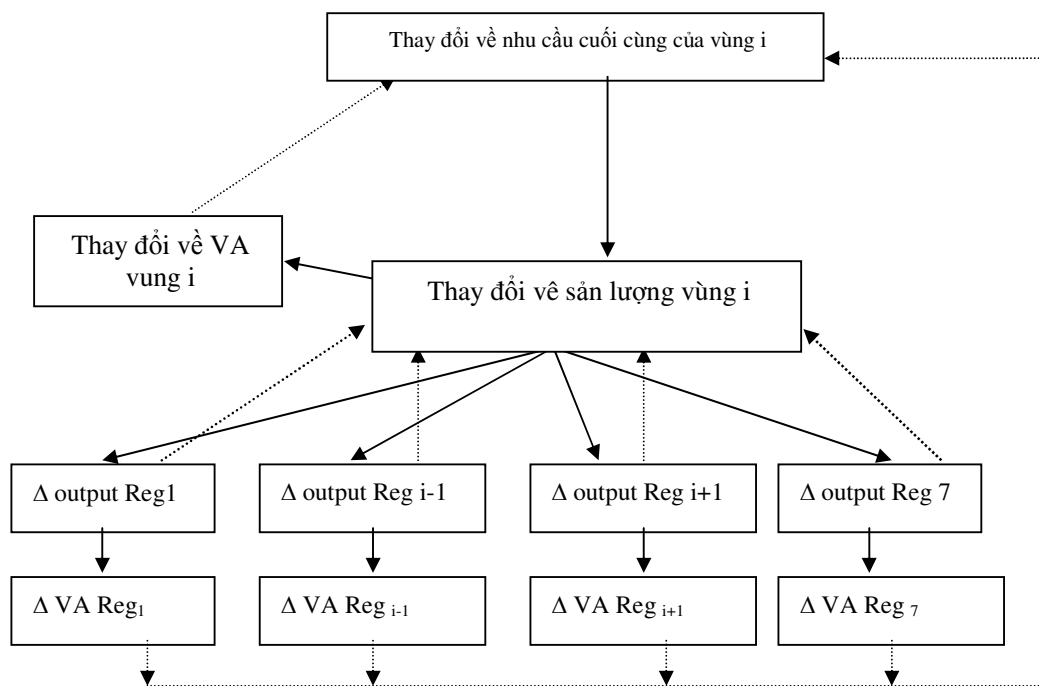 Thay đổi về nhu cầu cuối cùng của vùng i
Thay đổi về VA
vung i
Thay đổi vê sản lượng vùng i
Δ output Reg1
Δ output Reg i-1
Δ output Reg i+1
Δ output Reg 7
Δ VA Reg₁
Δ VA Reg i-1
Δ VA Reg i+1
Δ VA Reg 7